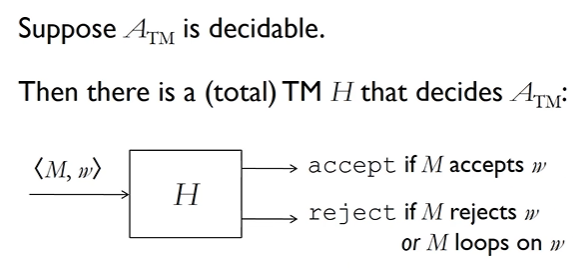 Suppose A_TM is decidable.
Then there is a (total) TM H that decides A_TM:
⟨M, w⟩
H
accept if M accepts w
reject if M rejects w
or M loops on w